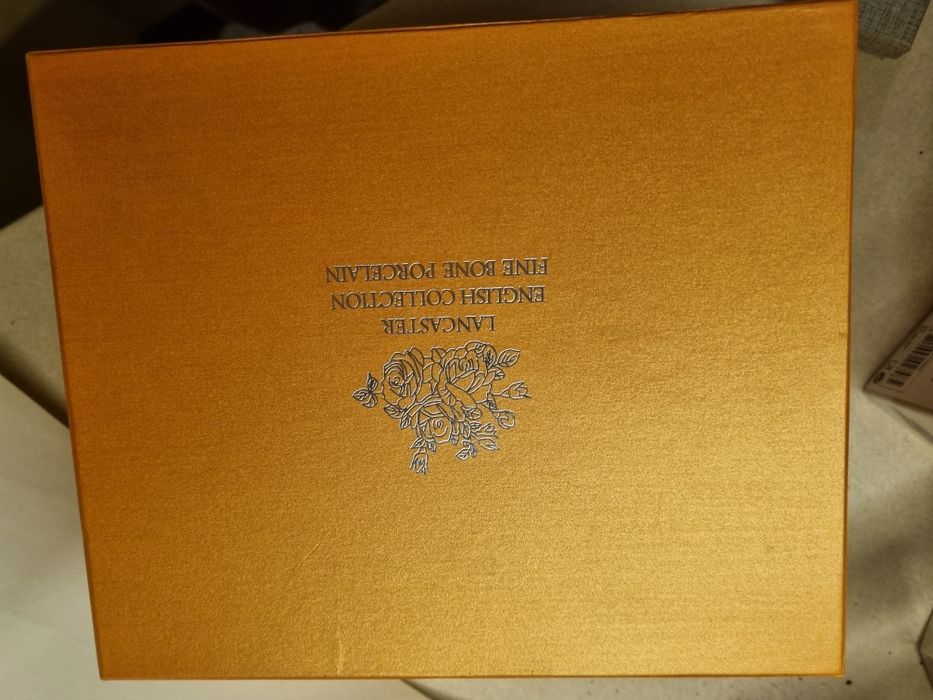 LANCASTER
ENGLISH COLLECTION
FINE BONE PORCELAIN